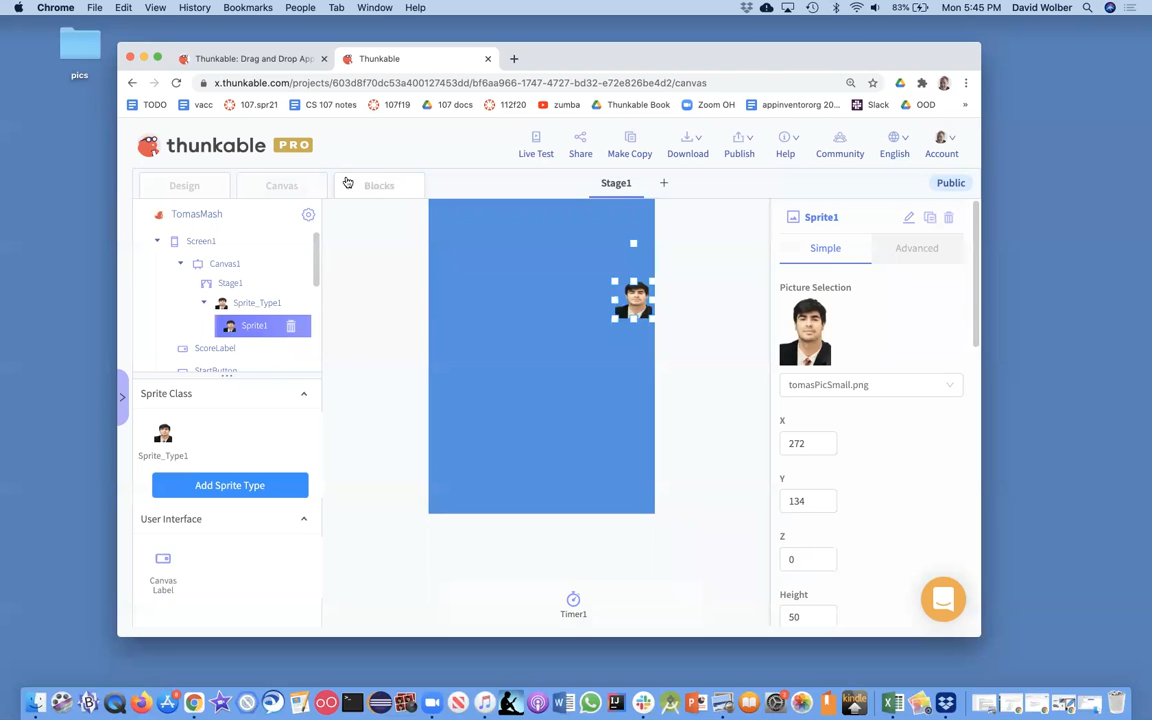 Chrome File Edit View History Bookmarks People Tab Window Help 83% Mon 5:45 PM David Wolber
pics
Thunkable: Drag and Drop App Thunkable
x.thunkable.com/projects/603d8f70dc53a400127453dd/bf6aa966-1747-4727-bd32-e72e826be4d2/canvas
TODO vacc 107.spr21 CS 107 notes 107f19 107 docs 112f20 zumba Thunkable Book Zoom OH appinventororg 20... Slack OOD »
thunkable PRO
Live Test Share Make Copy Download Publish Help Community English Account
Design Canvas Blocks Stage1 + Public
TomasMash
Screen1
Canvas1
Stage1
Sprite_Type1
Sprite1
ScoreLabel
StartButton
Sprite Class
Sprite_Type1
Add Sprite Type
User Interface
Canvas
Label
Timer1
Sprite1
Simple Advanced
Picture Selection
tomasPicSmall.png
X
272
Y
134
Z
0
Height
50